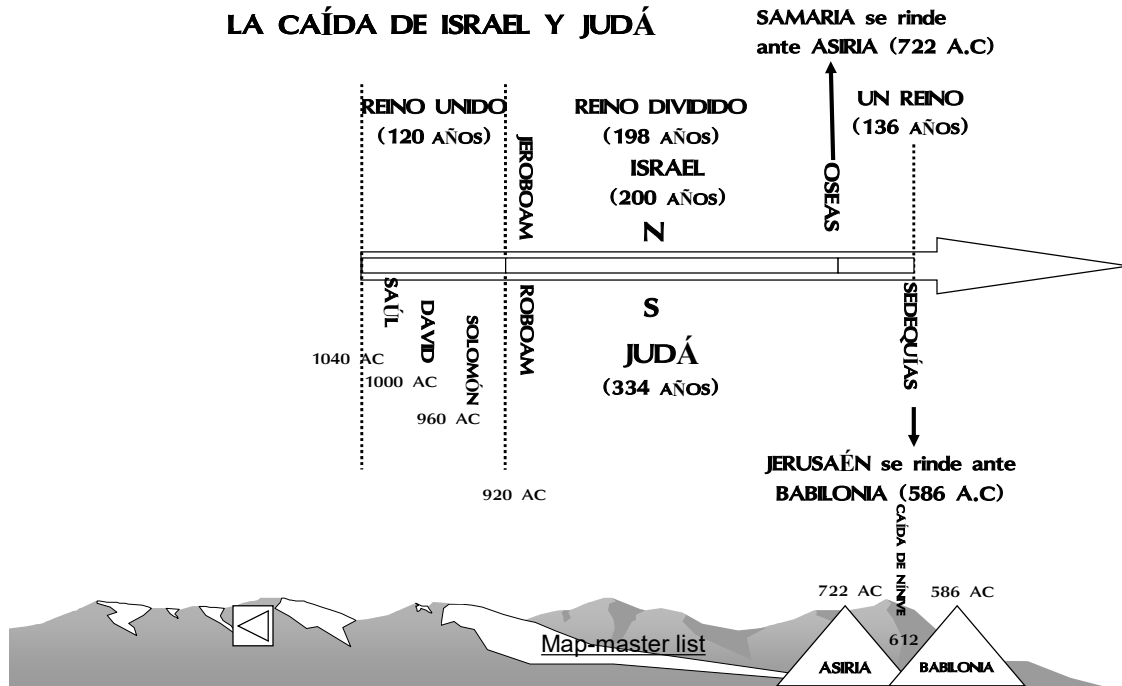 LA CAÍDA DE ISRAEL Y JUDÁ
SAMARIA se rinde
ante ASIRIA (722 A.C)
REINO UNIDO
(120 AÑOS)
REINO DIVIDIDO
(198 AÑOS)
ISRAEL
(200 AÑOS)
UN REINO
(136 AÑOS)
JEROBOAM
OSEAS
N
S
SAÚL
DAVID
SOLOMÓN
ROBOAM
SEDEQUÍAS
JUDÁ
(334 AÑOS)
1040 AC
1000 AC
960 AC
920 AC
JERUSAÉN se rinde ante
BABILONIA (586 A.C)
CAÍDA DE NÍNIVE
722 AC
586 AC
612
Map-master list
ASIRIA
BABILONIA